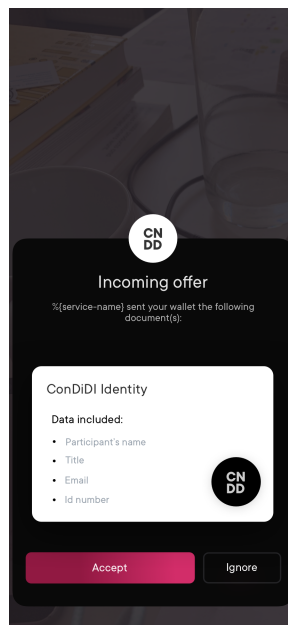 CN
DD
Incoming offer
%{service-name} sent your wallet the following
document(s):
ConDiDI Identity
Data included:
• Participant's name
• Title
• Email
• Id number
CN
DD
Accept
Ignore